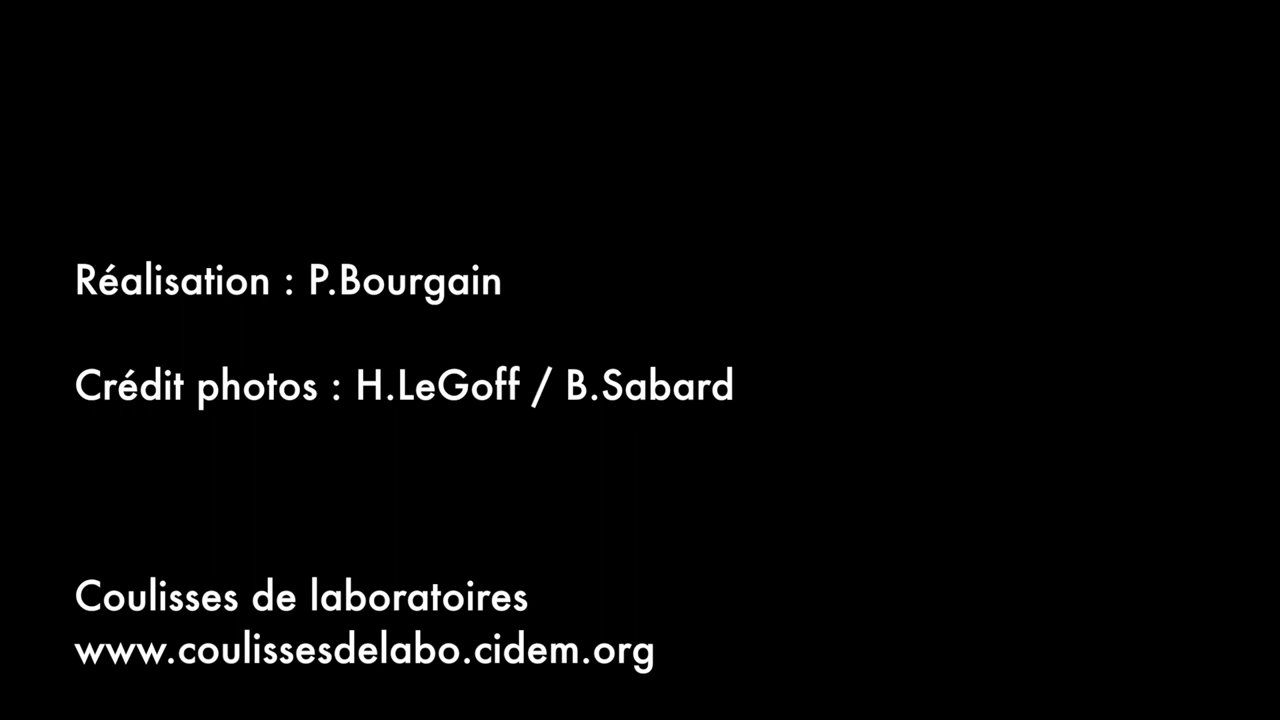 Réalisation : P.Bourgain
Crédit photos : H.LeGoff / B.Sabard
Coulisses de laboratoires
www.coulissesdelabo.cidem.org